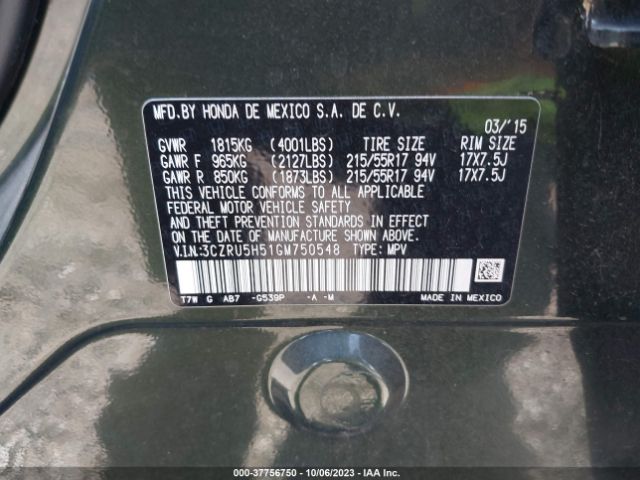 MFD.BY HONDA DE MEXICO S.A. DE C.V.
03/'15
GVWR 1815KG (4001LBS) TIRE SIZE RIM SIZE
GAWR F 965KG (2127LBS) 215/55R17 94V 17X7.5J
GAWR R 850KG (1873LBS) 215/55R17 94V 17X7.5J
THIS VEHICLE CONFORMS TO ALL APPLICABLE
FEDERAL MOTOR VEHICLE SAFETY
AND THEFT PREVENTION STANDARDS IN EFFECT
ON THE DATE OF MANUFACTURE SHOWN ABOVE.
V.I.N:3CZRU5H51GM750548 TYPE: MPV
T7W G AB7 -G539P -A -M MADE IN MEXICO
000-37756750 | 10/06/2023 | IAA Inc.